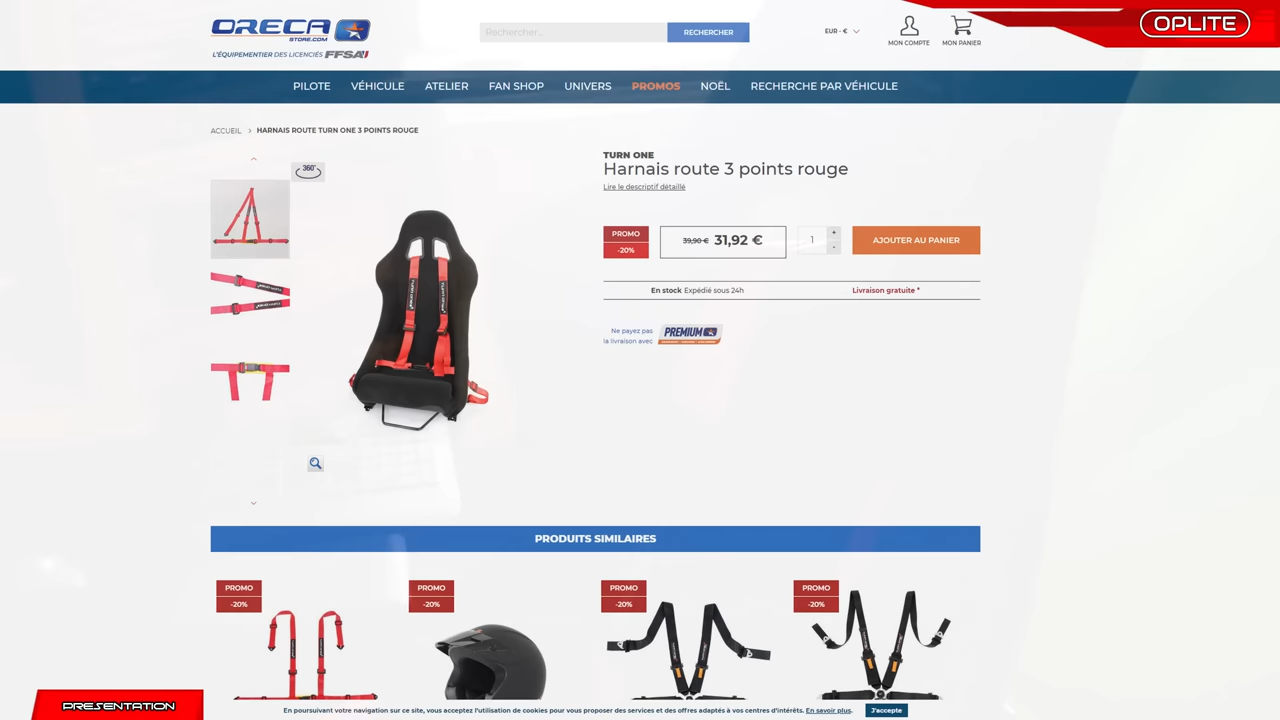 ORECA
STORE.COM
L'ÉQUIPEMENTIER DES LICENCIÉS FFSA
Rechercher...
RECHERCHER
EUR - €
MON COMPTE
MON PANIER
OPLITE
PILOTE
VÉHICULE
ATELIER
FAN SHOP
UNIVERS
PROMOS
NOËL
RECHERCHE PAR VÉHICULE
ACCUEIL > HARNAIS ROUTE TURN ONE 3 POINTS ROUGE
360°
TURN ONE
Harnais route 3 points rouge
Lire le descriptif détaillé
PROMO
-20%
39,90 € 31,92 €
1
+
-
AJOUTER AU PANIER
En stock Expédié sous 24h
Livraison gratuite *
Ne payez pas
la livraison avec
PREMIUM
PRODUITS SIMILAIRES
PROMO
-20%
PROMO
-20%
PROMO
-20%
PROMO
-20%
PRESENTATION
En poursuivant votre navigation sur ce site, vous acceptez l'utilisation de cookies pour vous proposer des services et des offres adaptés à vos centres d'intérêts. En savoir plus.
J'accepte